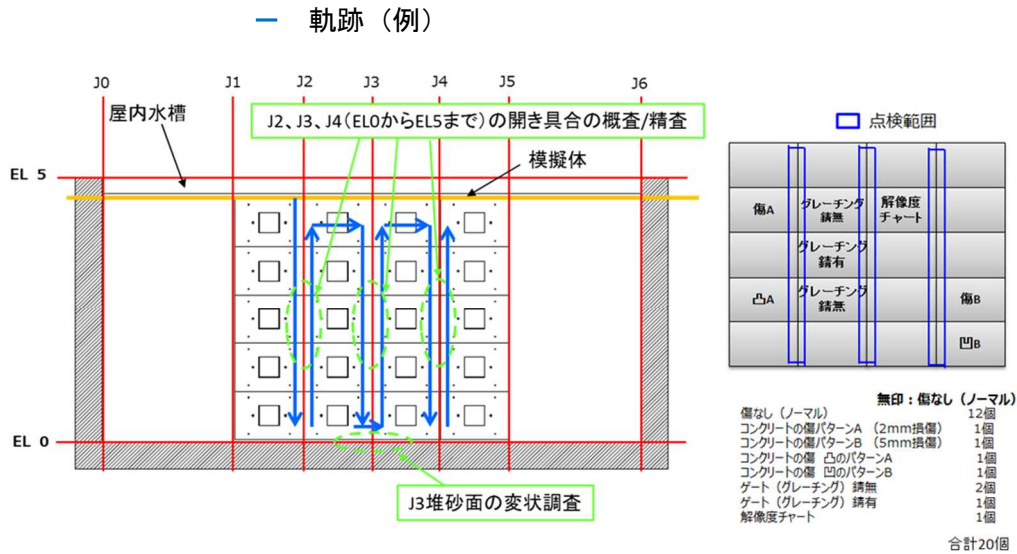 軌跡（例）
J0
J1
J2
J3
J4
J5
J6
屋内水槽
J2、J3、J4（EL0からEL5まで）の開き具合の概査/精査
模擬体
EL 5
EL 0
J3堆砂面の変状調査
点検範囲
傷A
グレーチング
錆無
解像度
チャート
グレーチング
錆有
凸A
グレーチング
錆無
傷B
凹B
無印：傷なし（ノーマル）
傷なし（ノーマル） 12個
コンクリートの傷パターンA （2mm損傷） 1個
コンクリートの傷パターンB （5mm損傷） 1個
コンクリートの傷 凸のパターンA 1個
コンクリートの傷 凹のパターンB 1個
ゲート（グレーチング）錆無 2個
ゲート（グレーチング）錆有 1個
解像度チャート 1個
合計20個